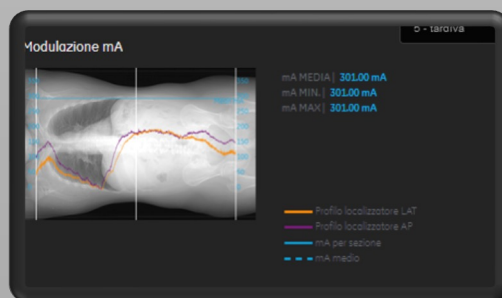 5 - tardiva
Modulazione mA
mA MEDIA | 301.00 mA
mA MIN. | 301.00 mA
mA MAX | 301.00 mA
Profilo localizzatore LAT
Profilo localizzatore AP
mA per sezione
mA medio